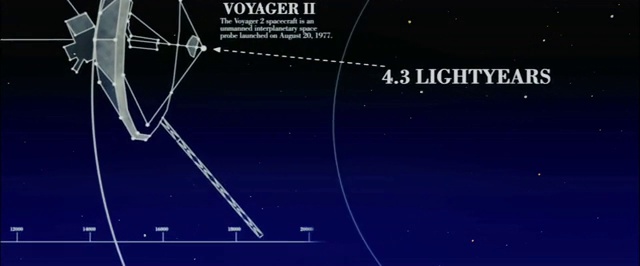 VOYAGER II
The Voyager 2 spacecraft is an
unmanned interplanetary space
probe launched on August 20, 1977.
4.3 LIGHTYEARS
12000 14000 16000 18000 20000